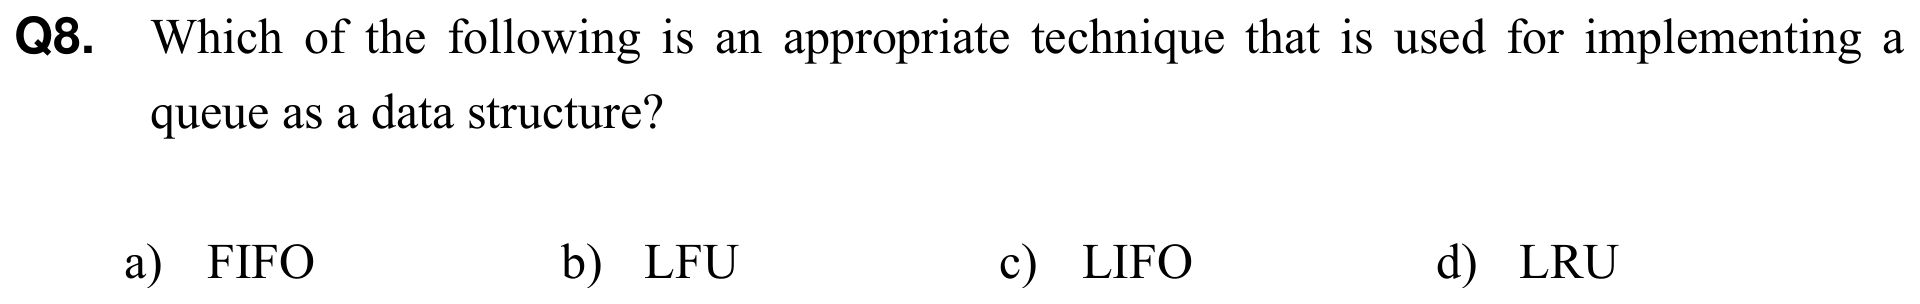 Q8. Which of the following is an appropriate technique that is used for implementing a
queue as a data structure?
a) FIFO b) LFU c) LIFO d) LRU